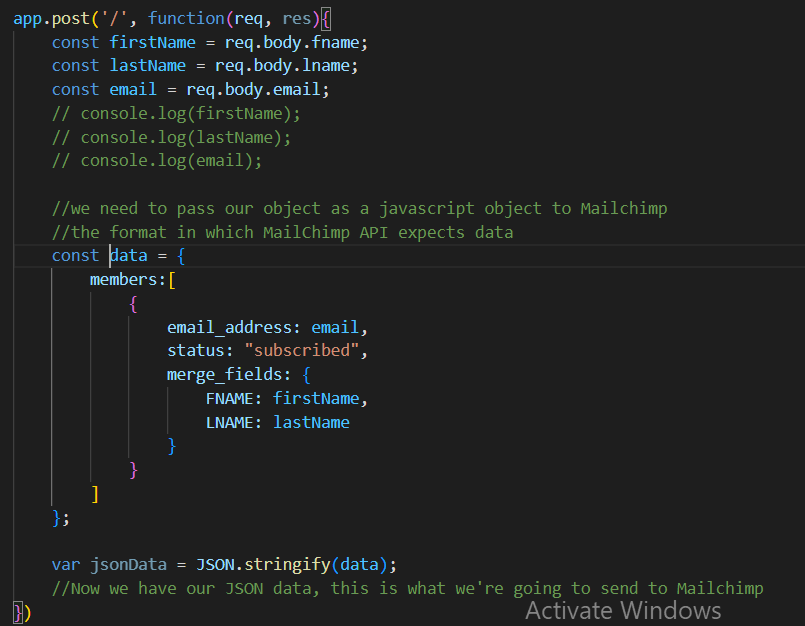 app.post('/', function(req, res){
    const firstName = req.body.fname;
    const lastName = req.body.lname;
    const email = req.body.email;
    // console.log(firstName);
    // console.log(lastName);
    // console.log(email);

    //we need to pass our object as a javascript object to Mailchimp
    //the format in which MailChimp API expects data
    const data = {
        members:[
            {
                email_address: email,
                status: "subscribed",
                merge_fields: {
                    FNAME: firstName,
                    LNAME: lastName
                }
            }
        ]
    };

    var jsonData = JSON.stringify(data);
    //Now we have our JSON data, this is what we're going to send to Mailchimp
})
Activate Windows